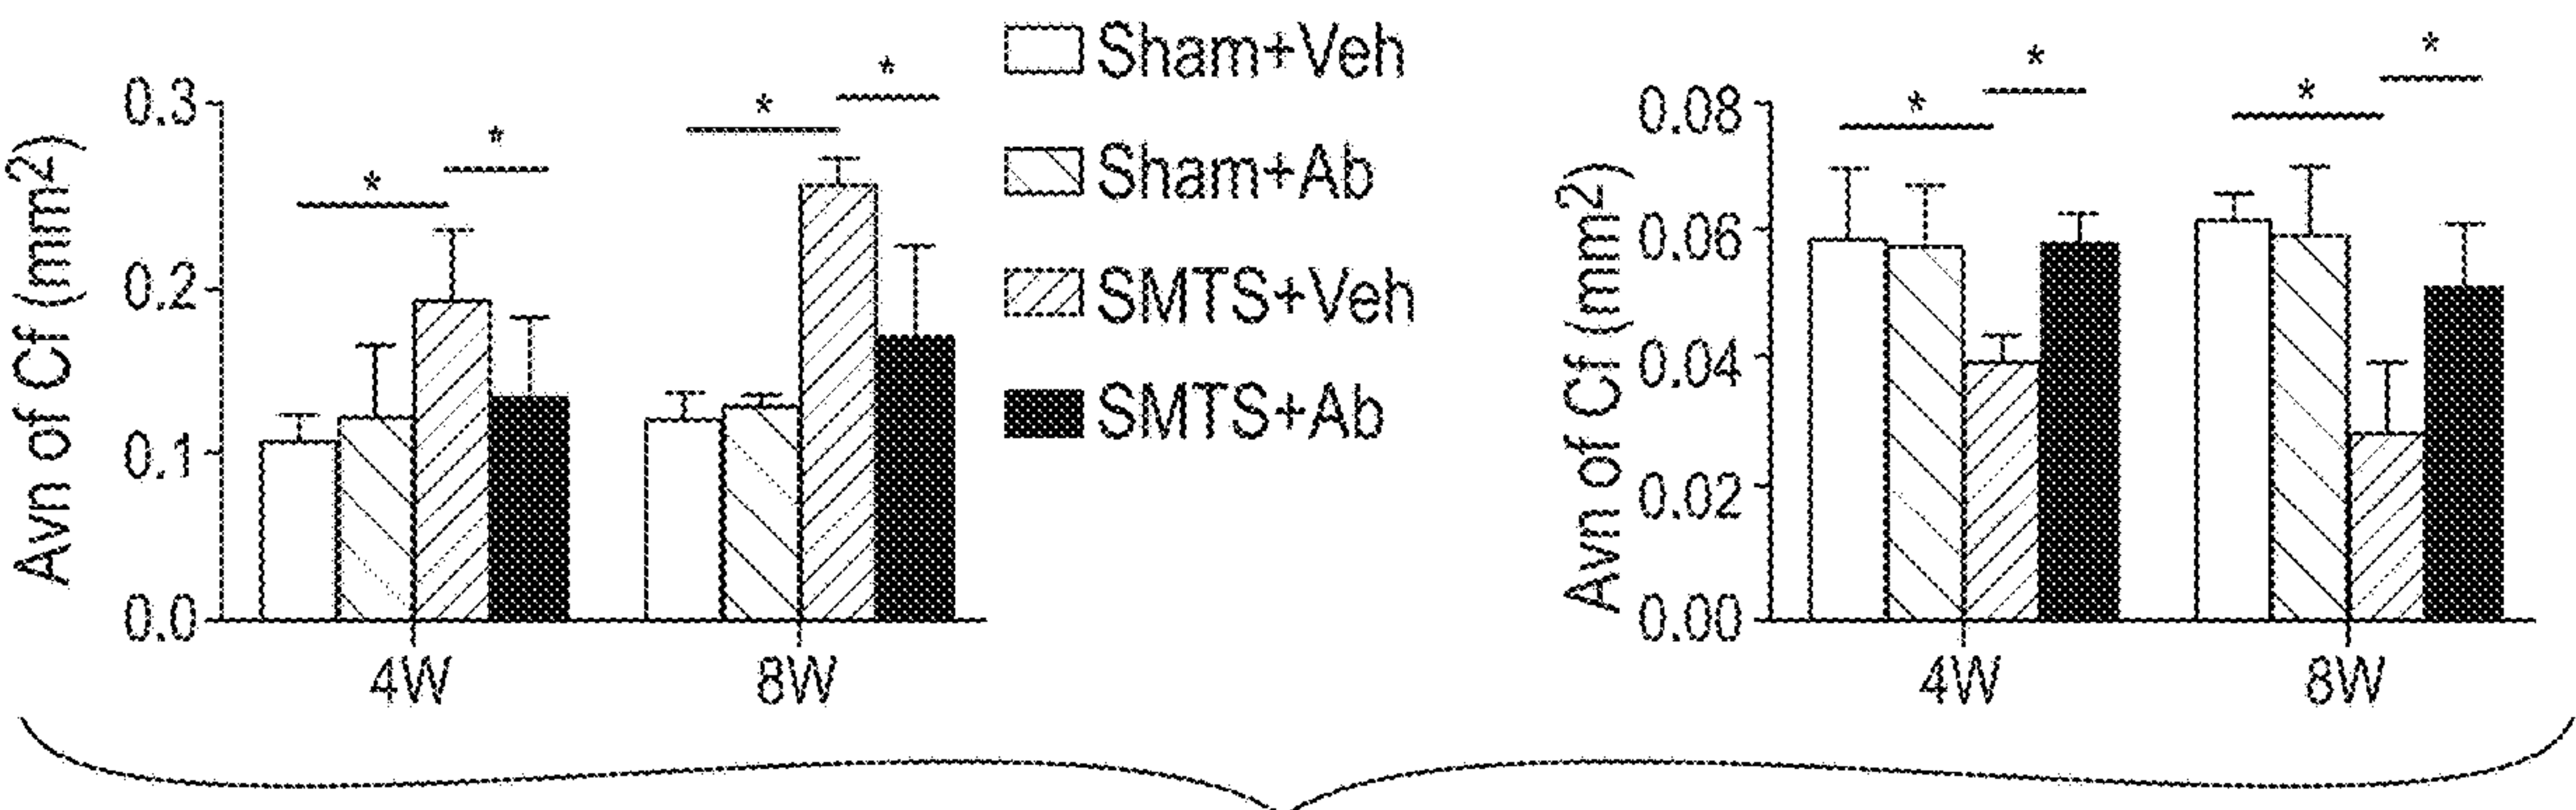 Avn of Cf (mm²)
0.3
0.2
0.1
0.0
*
*
*
*
4W
8W
Sham+Veh
Sham+Ab
SMTS+Veh
SMTS+Ab
Avn of Cf (mm²)
0.08
0.06
0.04
0.02
0.00
*
*
*
*
4W
8W